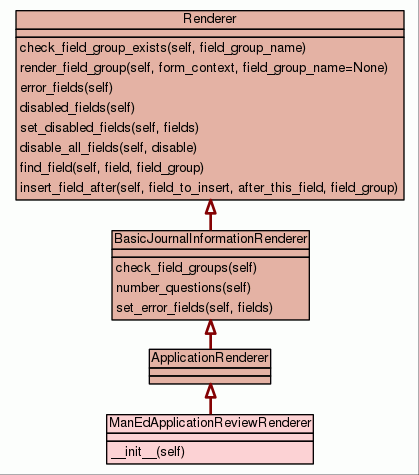 Renderer
check_field_group_exists(self, field_group_name)
render_field_group(self, form_context, field_group_name=None)
error_fields(self)
disabled_fields(self)
set_disabled_fields(self, fields)
disable_all_fields(self, disable)
find_field(self, field, field_group)
insert_field_after(self, field_to_insert, after_this_field, field_group)
BasicJournalInformationRenderer
check_field_groups(self)
number_questions(self)
set_error_fields(self, fields)
ApplicationRenderer
ManEdApplicationReviewRenderer
__init__(self)